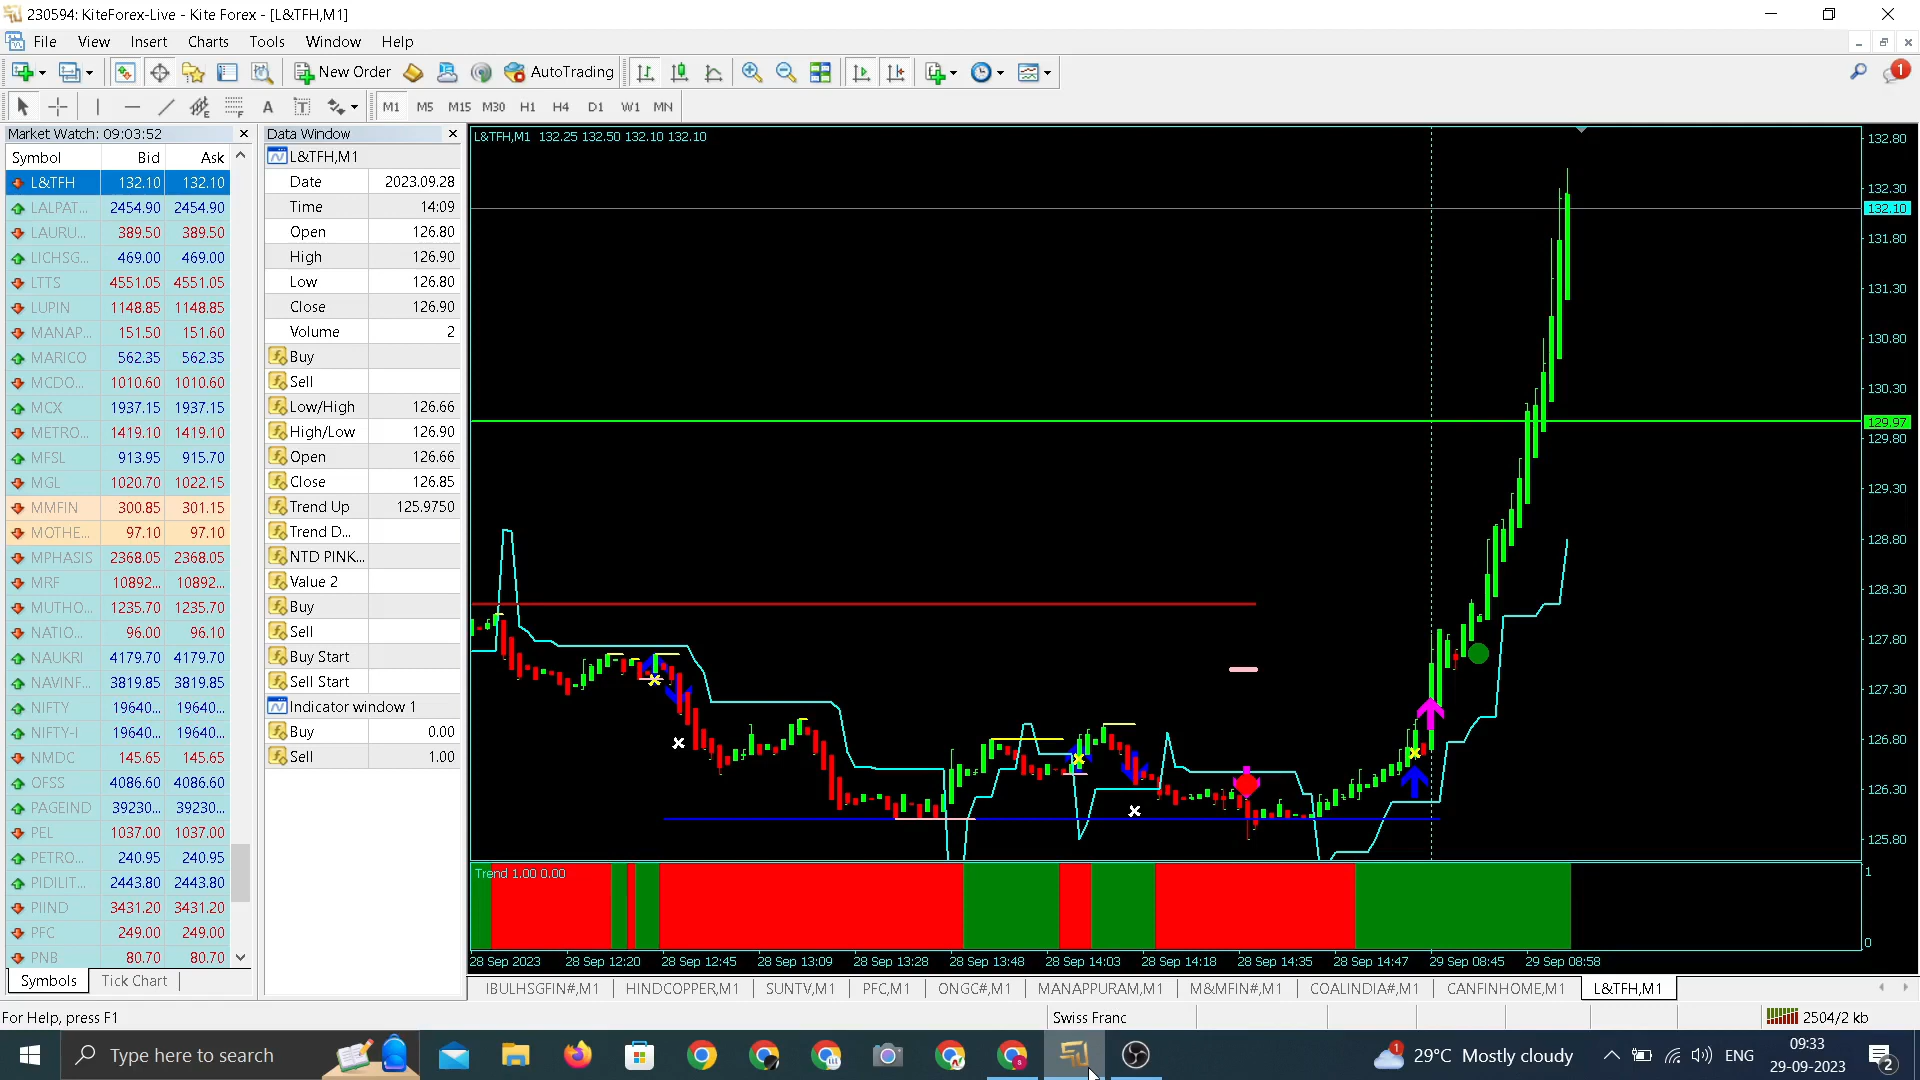 230594: KiteForex-Live - Kite Forex - [L&TFH,M1]
File View Insert Charts Tools Window Help
New Order AutoTrading 1
A T M1 M5 M15 M30 H1 H4 D1 W1 MN
Market Watch: 09:03:52
Symbol Bid Ask
L&TFH 132.10 132.10
LALPAT... 2454.90 2454.90
LAURU... 389.50 389.50
LICHSG... 469.00 469.00
LTTS 4551.05 4551.05
LUPIN 1148.85 1148.85
MANAP... 151.50 151.60
MARICO 562.35 562.35
MCDO... 1010.60 1010.60
MCX 1937.15 1937.15
METRO... 1419.10 1419.10
MFSL 913.95 915.70
MGL 1020.70 1022.15
MMFIN 300.85 301.15
MOTHE... 97.10 97.10
MPHASIS 2368.05 2368.05
MRF 10892... 10892...
MUTHO... 1235.70 1235.70
NATIO... 96.00 96.10
NAUKRI 4179.70 4179.70
NAVINF... 3819.85 3819.85
NIFTY 19640... 19640...
NIFTY-I 19640... 19640...
NMDC 145.65 145.65
OFSS 4086.60 4086.60
PAGEIND 39230... 39230...
PEL 1037.00 1037.00
PETRO... 240.95 240.95
PIDILIT... 2443.80 2443.80
PIIND 3431.20 3431.20
PFC 249.00 249.00
PNB 80.70 80.70
Symbols Tick Chart
Data Window
L&TFH,M1
Date 2023.09.28
Time 14:09
Open 126.80
High 126.90
Low 126.80
Close 126.90
Volume 2
Buy
Sell
Low/High 126.66
High/Low 126.90
Open 126.66
Close 126.85
Trend Up 125.9750
Trend D...
NTD PINK...
Value 2
Buy
Sell
Buy Start
Sell Start
Indicator window 1
Buy 0.00
Sell 1.00
L&TFH,M1 132.25 132.50 132.10 132.10
132.80
132.30
132.10
131.80
131.30
130.80
130.30
129.97
129.80
129.30
128.80
128.30
127.80
127.30
126.80
126.30
125.80
Trend 1.00 0.00
1
0
28 Sep 2023 28 Sep 12:20 28 Sep 12:45 28 Sep 13:09 28 Sep 13:28 28 Sep 13:48 28 Sep 14:03 28 Sep 14:18 28 Sep 14:35 28 Sep 14:47 29 Sep 08:45 29 Sep 08:58
IBULHSGFIN#,M1 HINDCOPPER,M1 SUNTV,M1 PFC,M1 ONGC#,M1 MANAPPURAM,M1 M&MFIN#,M1 COALINDIA#,M1 CANFINHOME,M1 L&TFH,M1
For Help, press F1 Swiss Franc 2504/2 kb
Type here to search 1 29°C Mostly cloudy ENG 09:33
29-09-2023 2